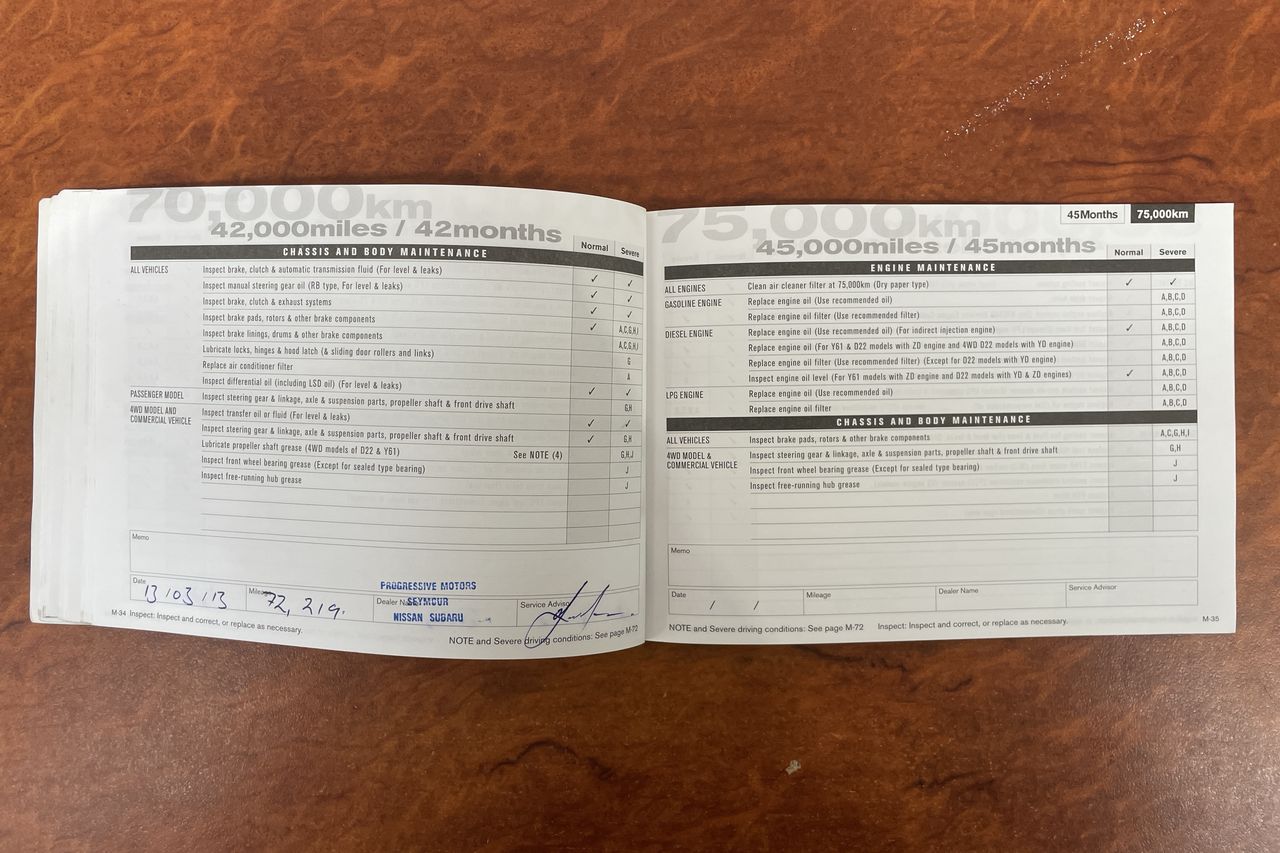 70,000km
42,000miles / 42months
CHASSIS AND BODY MAINTENANCE Normal Severe
ALL VEHICLES Inspect brake, clutch & automatic transmission fluid (For level & leaks) ✓ ✓
Inspect manual steering gear oil (RB type, For level & leaks) ✓ ✓
Inspect brake, clutch & exhaust systems ✓ ✓
Inspect brake pads, rotors & other brake components ✓ A,C,G,H,I
Inspect brake linings, drums & other brake components A,C,G,H,I
Lubricate locks, hinges & hood latch (& sliding door rollers and links) G
Replace air conditioner filter A
Inspect differential oil (including LSD oil) (For level & leaks) ✓ ✓
PASSENGER MODEL Inspect steering gear & linkage, axle & suspension parts, propeller shaft & front drive shaft G,H
4WD MODEL AND COMMERCIAL VEHICLE Inspect transfer oil or fluid (For level & leaks) ✓ ✓
Inspect steering gear & linkage, axle & suspension parts, propeller shaft & front drive shaft ✓ G,H
Lubricate propeller shaft grease (4WD models of D22 & Y61) See NOTE (4) G,H,J
Inspect front wheel bearing grease (Except for sealed type bearing) J
Inspect free-running hub grease J
Memo
Date 13/03/13 Mileage 72,219. Dealer Name PROGRESSIVE MOTORS
SEYMOUR
NISSAN SUBARU Service Advisor
M-34 Inspect: Inspect and correct, or replace as necessary.
NOTE and Severe driving conditions: See page M-72
75,000km
45,000miles / 45months
45Months 75,000km
ENGINE MAINTENANCE Normal Severe
ALL ENGINES Clean air cleaner filter at 75,000km (Dry paper type) ✓ ✓
GASOLINE ENGINE Replace engine oil (Use recommended oil) A,B,C,D
Replace engine oil filter (Use recommended filter) A,B,C,D
DIESEL ENGINE Replace engine oil (Use recommended oil) (For indirect injection engine) ✓ A,B,C,D
Replace engine oil (For Y61 & D22 models with ZD engine and 4WD D22 models with YD engine) A,B,C,D
Replace engine oil filter (Use recommended filter) (Except for D22 models with YD engine) A,B,C,D
Inspect engine oil level (For Y61 models with ZD engine and D22 models with YD & ZD engines) ✓ A,B,C,D
LPG ENGINE Replace engine oil (Use recommended oil) A,B,C,D
Replace engine oil filter A,B,C,D
CHASSIS AND BODY MAINTENANCE
ALL VEHICLES Inspect brake pads, rotors & other brake components A,C,G,H,I
4WD MODEL & COMMERCIAL VEHICLE Inspect steering gear & linkage, axle & suspension parts, propeller shaft & front drive shaft G,H
Inspect front wheel bearing grease (Except for sealed type bearing) J
Inspect free-running hub grease J
Memo
Date / / Mileage Dealer Name Service Advisor
NOTE and Severe driving conditions: See page M-72 Inspect: Inspect and correct, or replace as necessary.
M-35